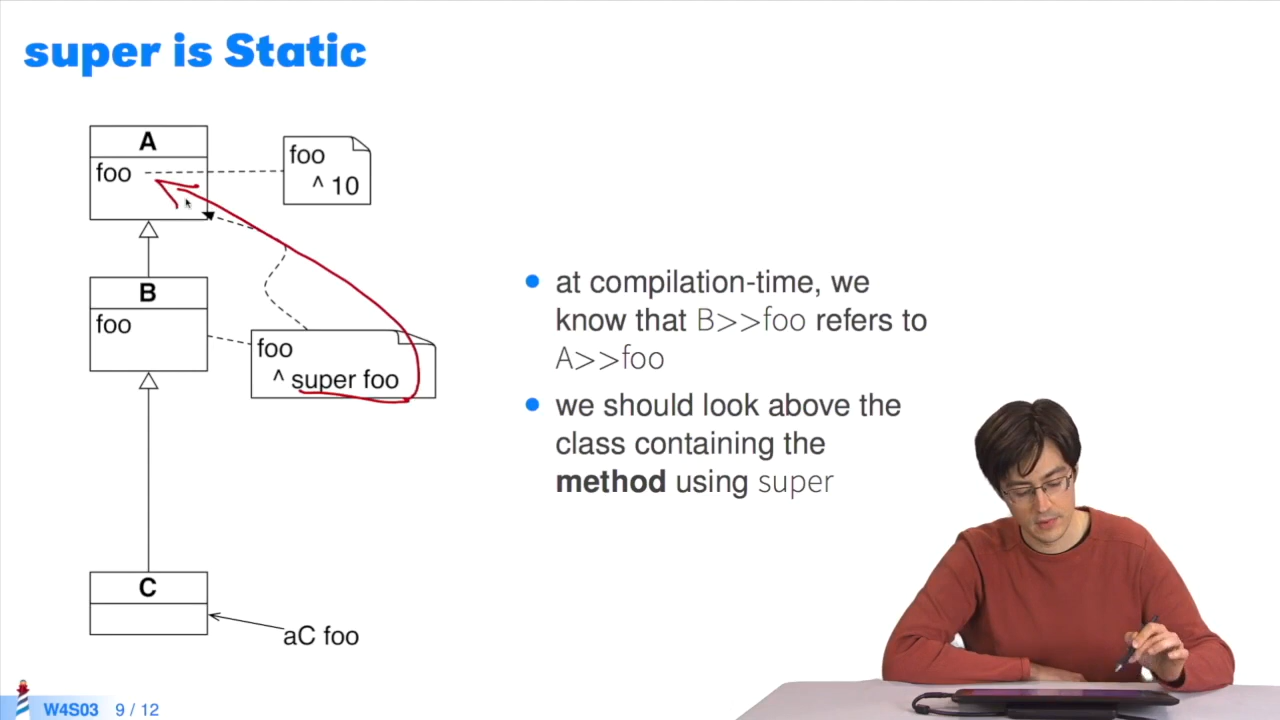 super is Static
A
foo
foo
^ 10
B
foo
foo
^ super foo
C
aC foo
at compilation-time, we
know that B>>foo refers to
A>>foo
we should look above the
class containing the
method using super
W4S03 9 / 12